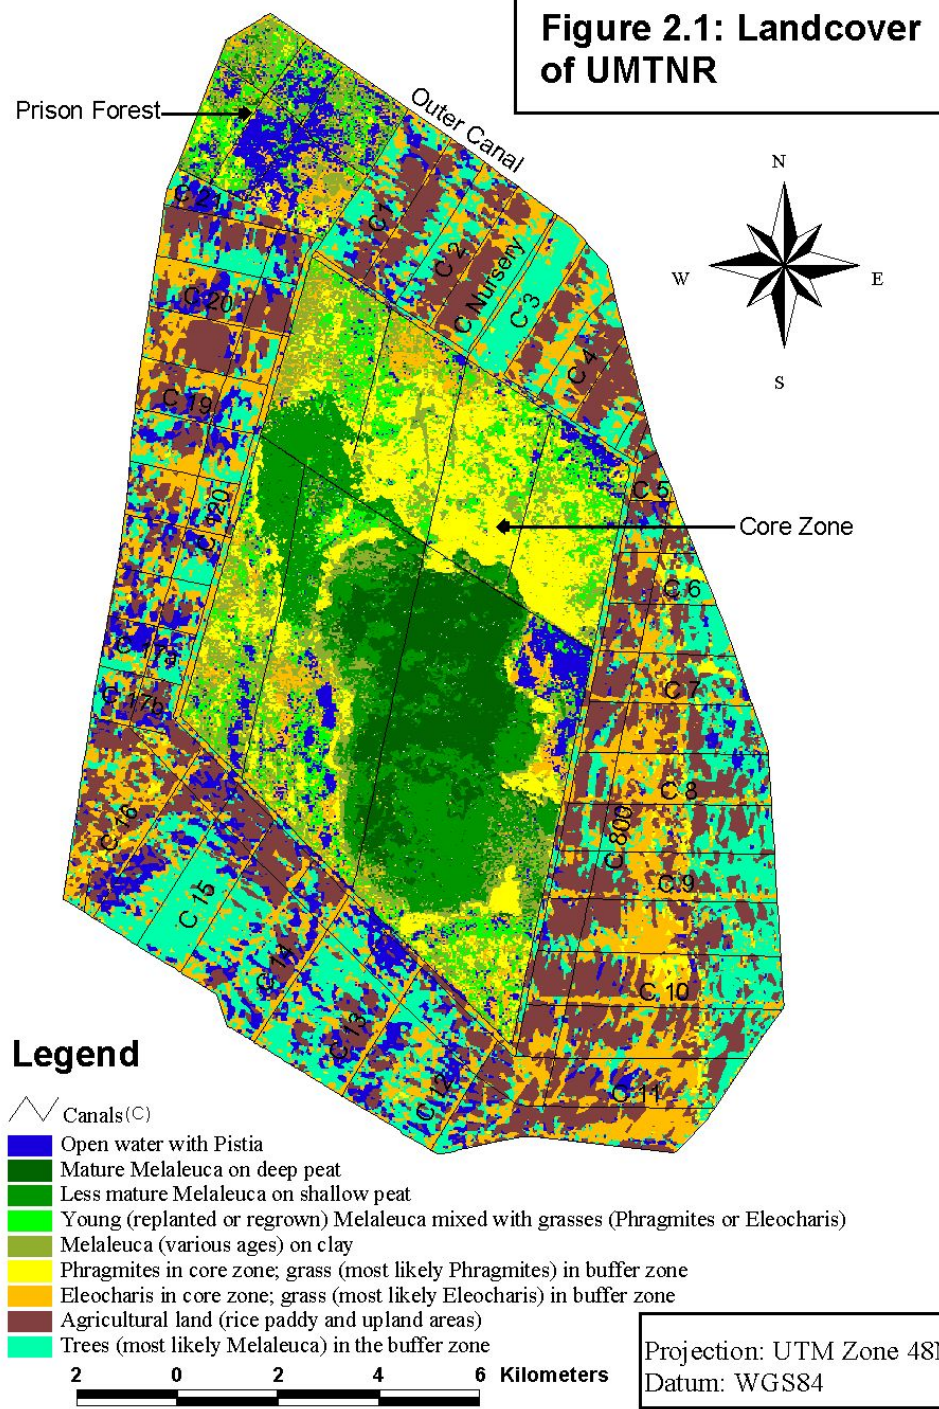 Figure 2.1: Landcover
of UMTNR
Prison Forest
Outer Canal
N
W
E
S
C 21
C 1
C 2
C Nursery
C 3
C 4
C 20
C 19
C 5
C 120
Core Zone
C 6
C 17a
C 7
C 17b
C 8
C 16
C 800
C 9
C 15
C 14
C 10
C 13
C 12
C 11
Legend
Canals(C)
Open water with Pistia
Mature Melaleuca on deep peat
Less mature Melaleuca on shallow peat
Young (replanted or regrown) Melaleuca mixed with grasses (Phragmites or Eleocharis)
Melaleuca (various ages) on clay
Phragmites in core zone; grass (most likely Phragmites) in buffer zone
Eleocharis in core zone; grass (most likely Eleocharis) in buffer zone
Agricultural land (rice paddy and upland areas)
Trees (most likely Melaleuca) in the buffer zone
2 0 2 4 6 Kilometers
Projection: UTM Zone 48N
Datum: WGS84